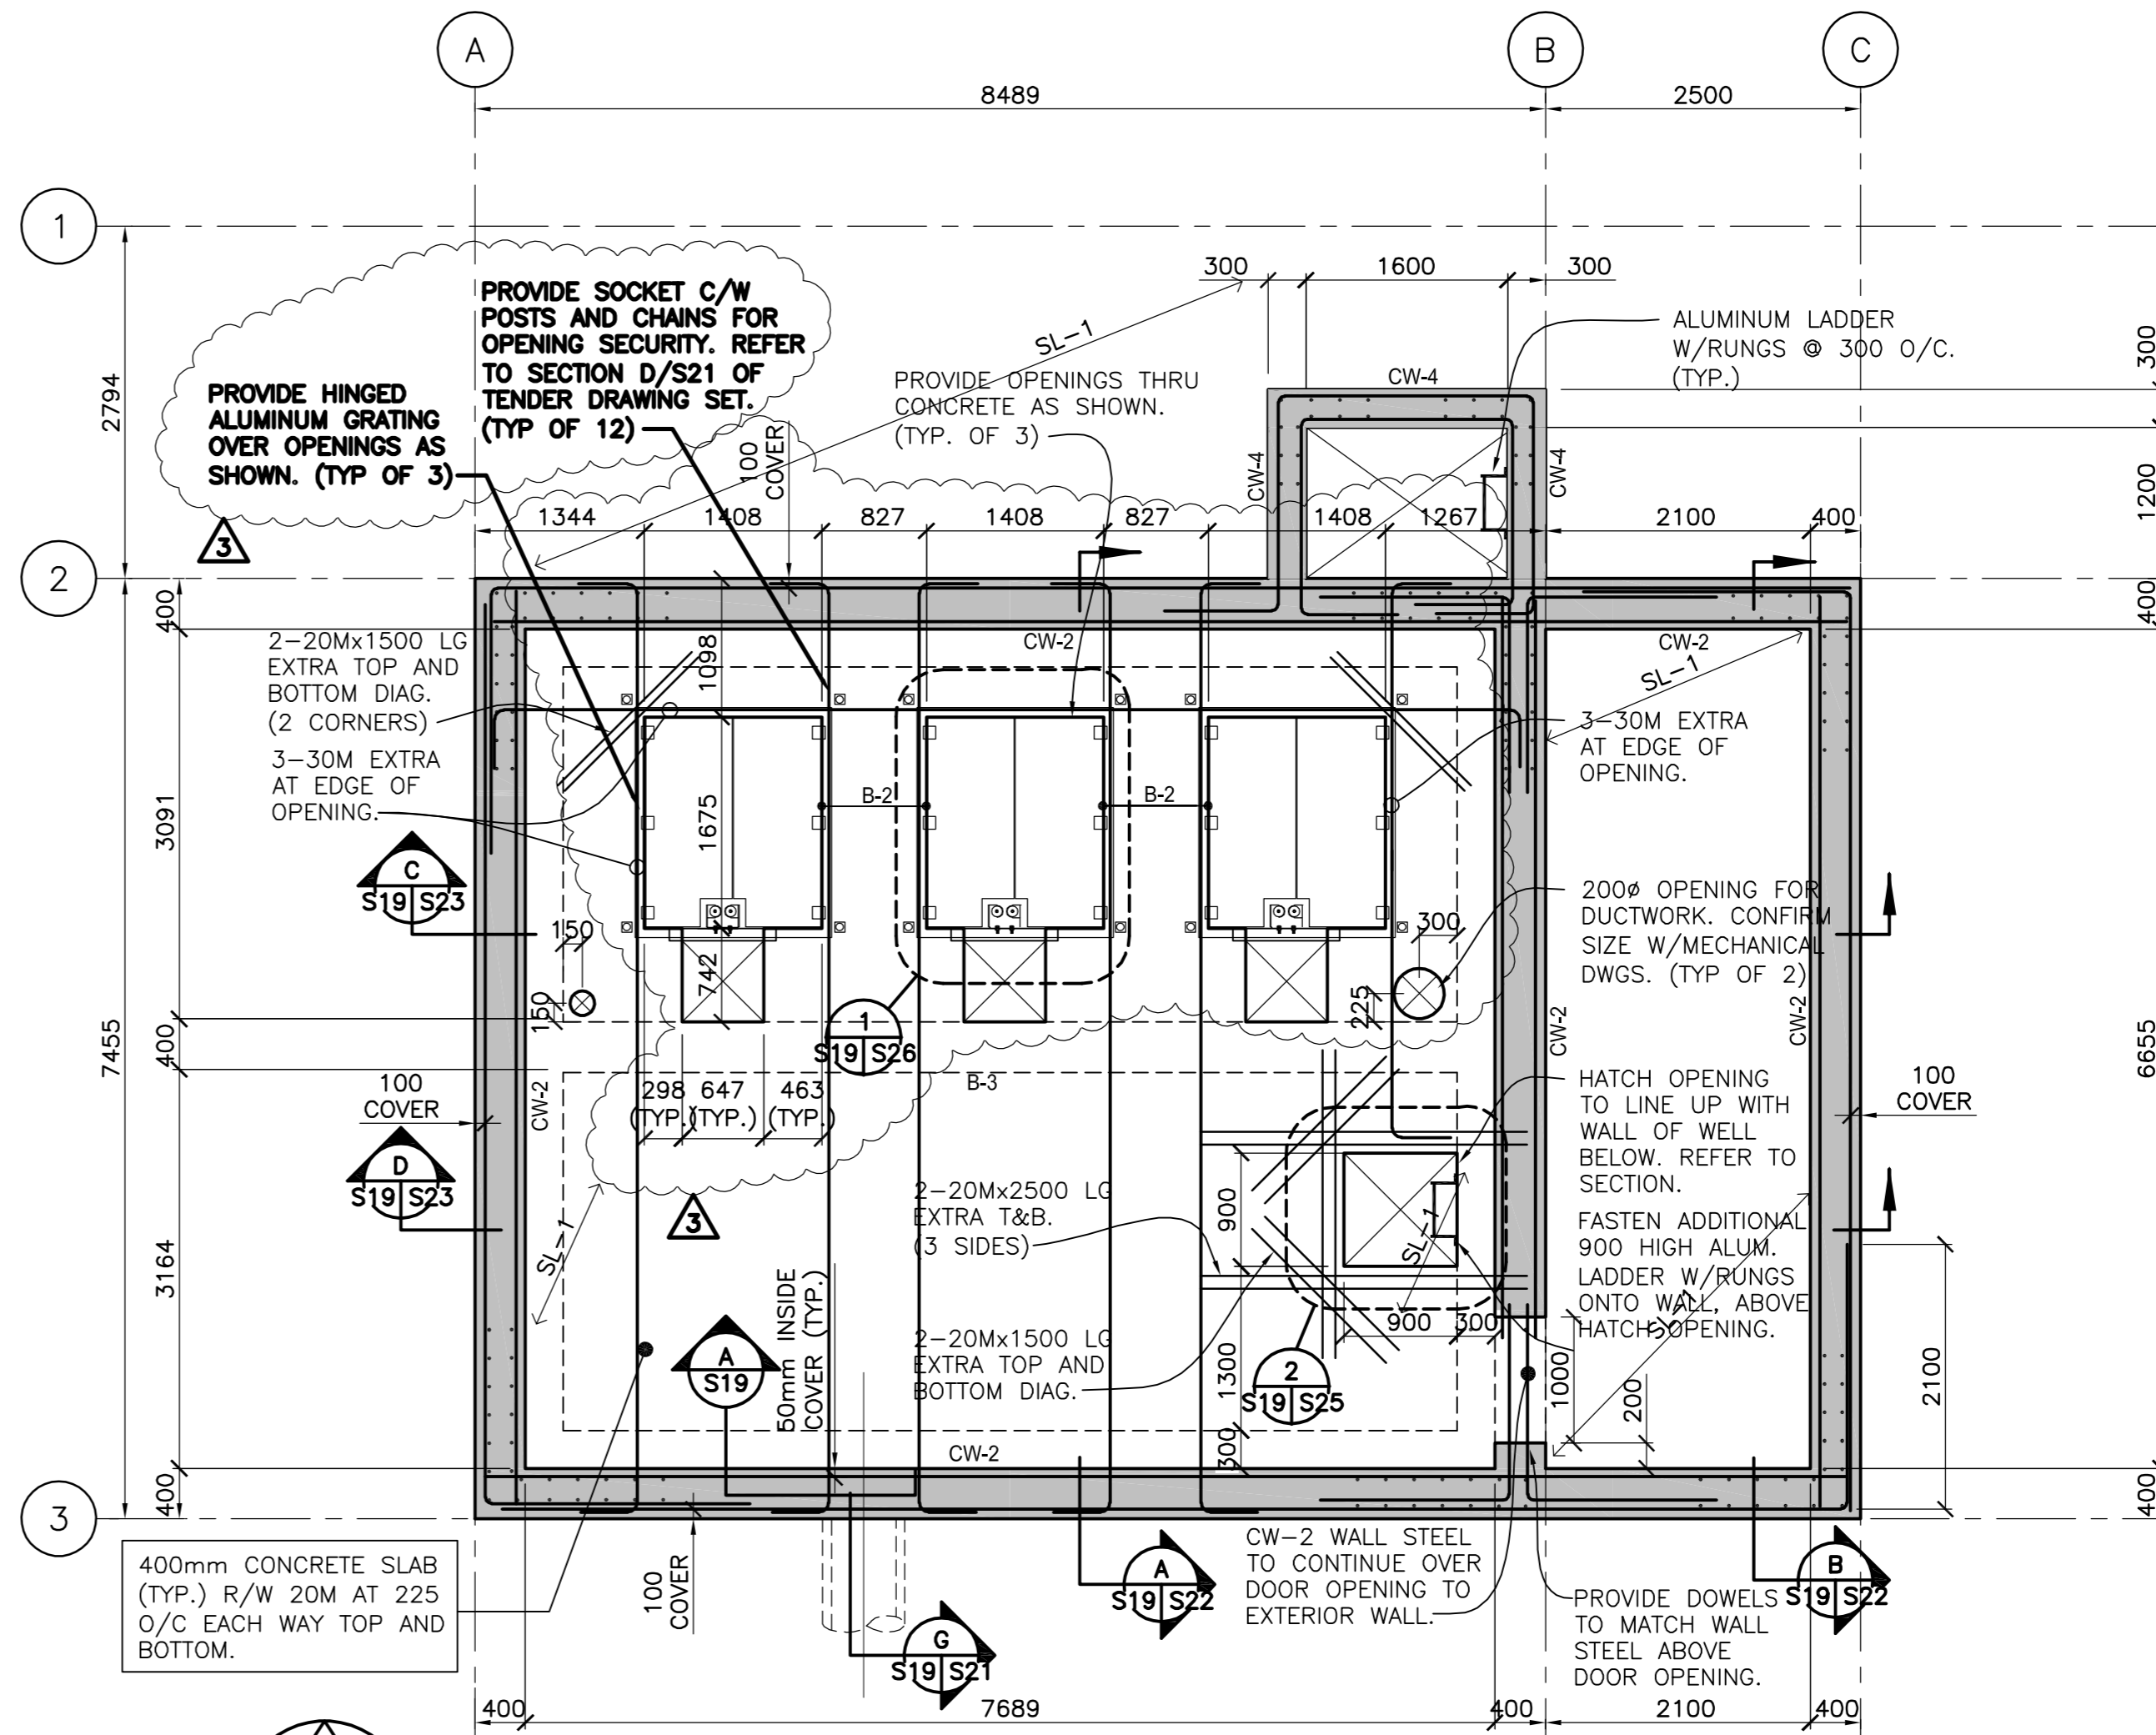 A
B
C
8489
2500
1
2
3
2794
7455
400
3091
400
3164
400
300
1600
300
300
1200
400
6655
400
PROVIDE SOCKET C/W
POSTS AND CHAINS FOR
OPENING SECURITY. REFER
TO SECTION D/S21 OF
TENDER DRAWING SET.
(TYP OF 12)
PROVIDE HINGED
ALUMINUM GRATING
OVER OPENINGS AS
SHOWN. (TYP OF 3)
3
SL-1
PROVIDE OPENINGS THRU
CONCRETE AS SHOWN.
(TYP. OF 3)
100
COVER
CW-4
CW-4
CW-4
ALUMINUM LADDER
W/RUNGS @ 300 O/C.
(TYP.)
1344
1408
827
1408
827
1408
1267
2100
400
2-20Mx1500 LG
EXTRA TOP AND
BOTTOM DIAG.
(2 CORNERS)
3-30M EXTRA
AT EDGE OF
OPENING.
1098
CW-2
CW-2
SL-1
3-30M EXTRA
AT EDGE OF
OPENING.
1675
B-2
B-2
C
S19 S23
742
150
150
300
225
200ø OPENING FOR
DUCTWORK. CONFIRM
SIZE W/MECHANICAL
DWGS. (TYP OF 2)
1
S19 S26
CW-2
CW-2
CW-2
100
COVER
298
(TYP.)
647
(TYP.)
463
(TYP.)
B-3
HATCH OPENING
TO LINE UP WITH
WALL OF WELL
BELOW. REFER TO
SECTION.
100
COVER
D
S19 S23
SL-1
3
2-20Mx2500 LG
EXTRA T&B.
(3 SIDES)
900
SL-1
FASTEN ADDITIONAL
900 HIGH ALUM.
LADDER W/RUNGS
ONTO WALL, ABOVE
HATCH OPENING.
SL-1
50mm INSIDE
COVER (TYP.)
A
S19
2-20Mx1500 LG
EXTRA TOP AND
BOTTOM DIAG.
1300
300
900
300
2
S19 S25
1000
200
2100
CW-2
400mm CONCRETE SLAB
(TYP.) R/W 20M AT 225
O/C EACH WAY TOP AND
BOTTOM.
100
COVER
G
S19 S21
A
S19 S22
CW-2 WALL STEEL
TO CONTINUE OVER
DOOR OPENING TO
EXTERIOR WALL.
PROVIDE DOWELS
TO MATCH WALL
STEEL ABOVE
DOOR OPENING.
B
S19 S22
400
7689
400
2100
400